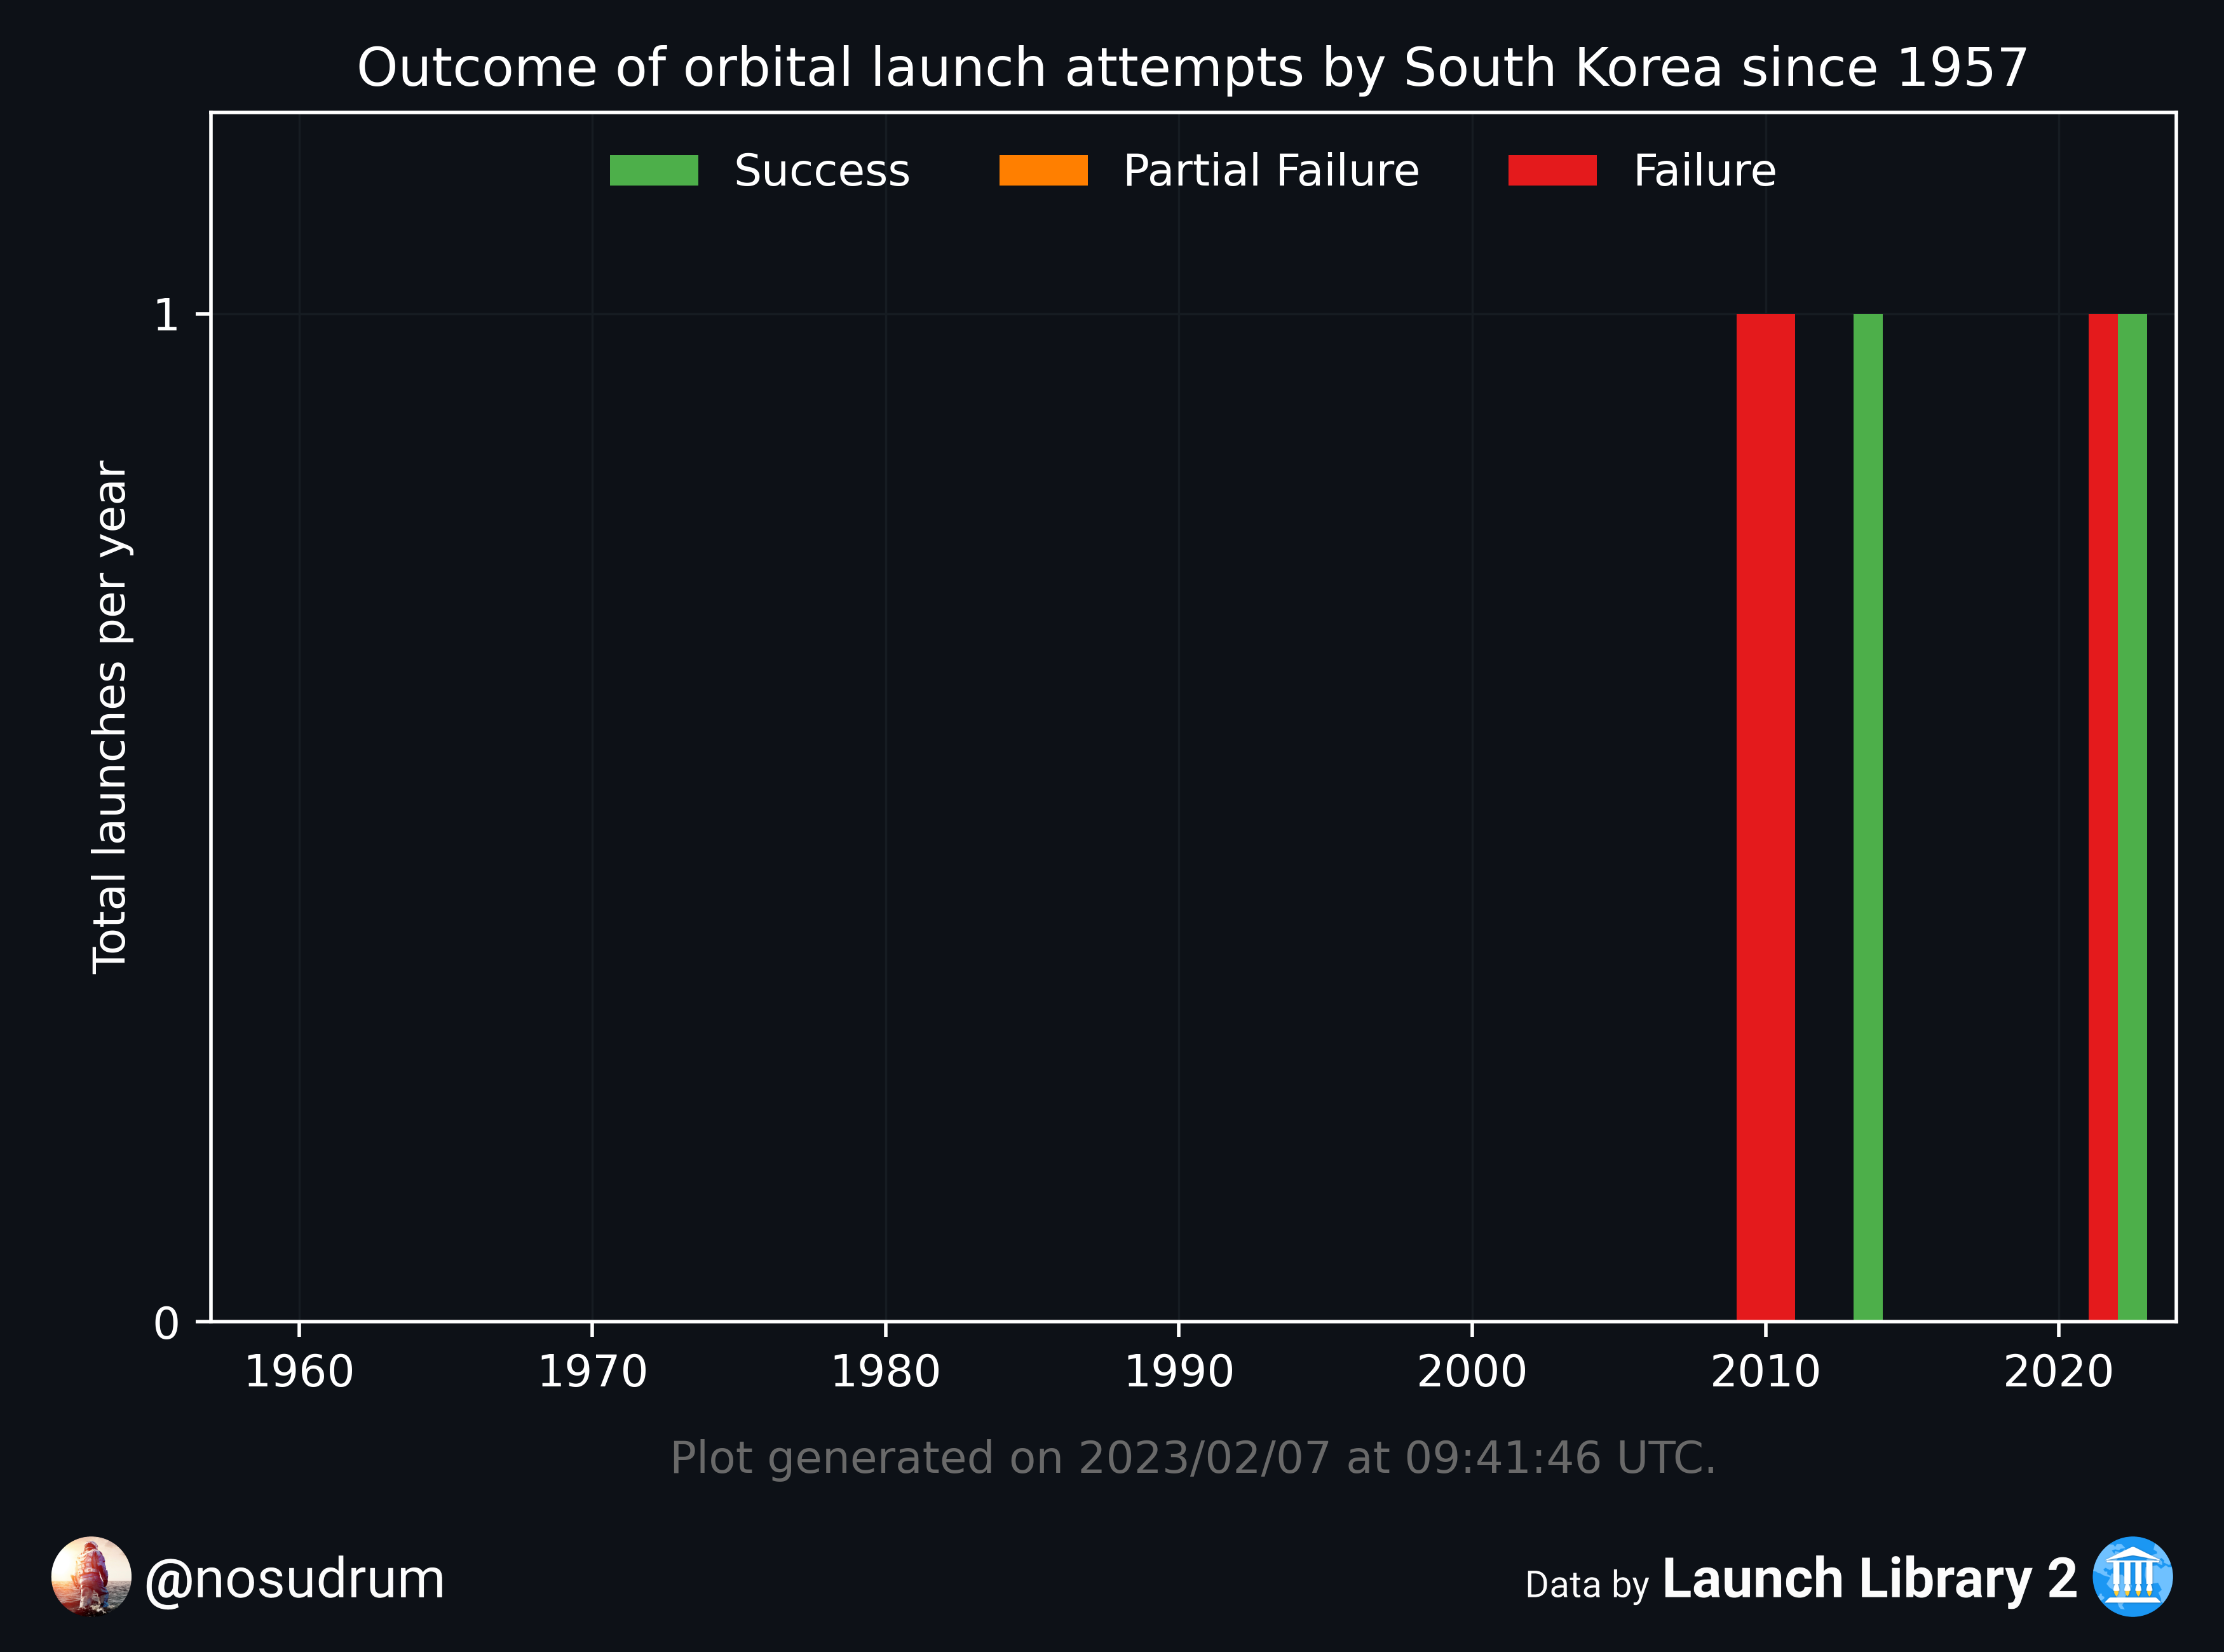 Outcome of orbital launch attempts by South Korea since 1957
Success Partial Failure Failure
Total launches per year
1
0
1960 1970 1980 1990 2000 2010 2020
Plot generated on 2023/02/07 at 09:41:46 UTC.
@nosudrum
Data by Launch Library 2